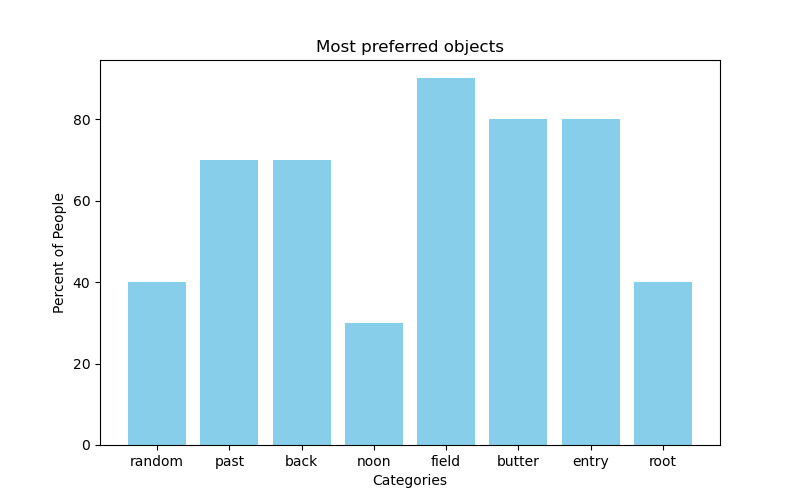 Most preferred objects
Percent of People
80
60
40
20
0
random past back noon field butter entry root
Categories